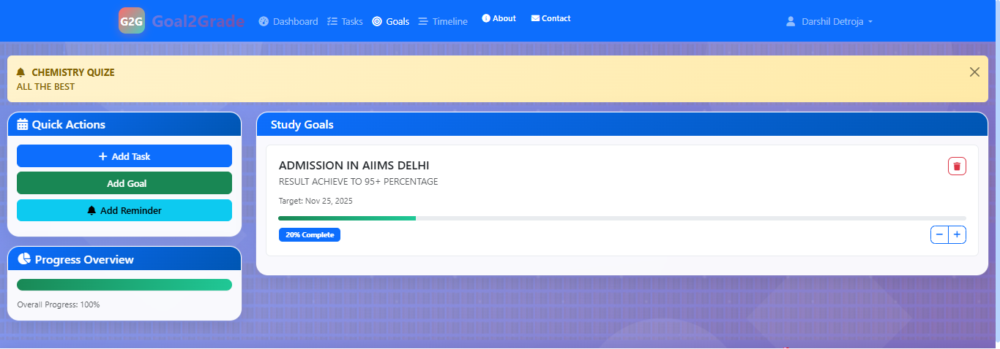 G2G Goal2Grade Dashboard Tasks Goals Timeline About Contact Darshil Detroja
CHEMISTRY QUIZE
ALL THE BEST
Quick Actions
Add Task
Add Goal
Add Reminder
Progress Overview
Overall Progress: 100%
Study Goals
ADMISSION IN AIIMS DELHI
RESULT ACHIEVE TO 95+ PERCENTAGE
Target: Nov 25, 2025
20% Complete